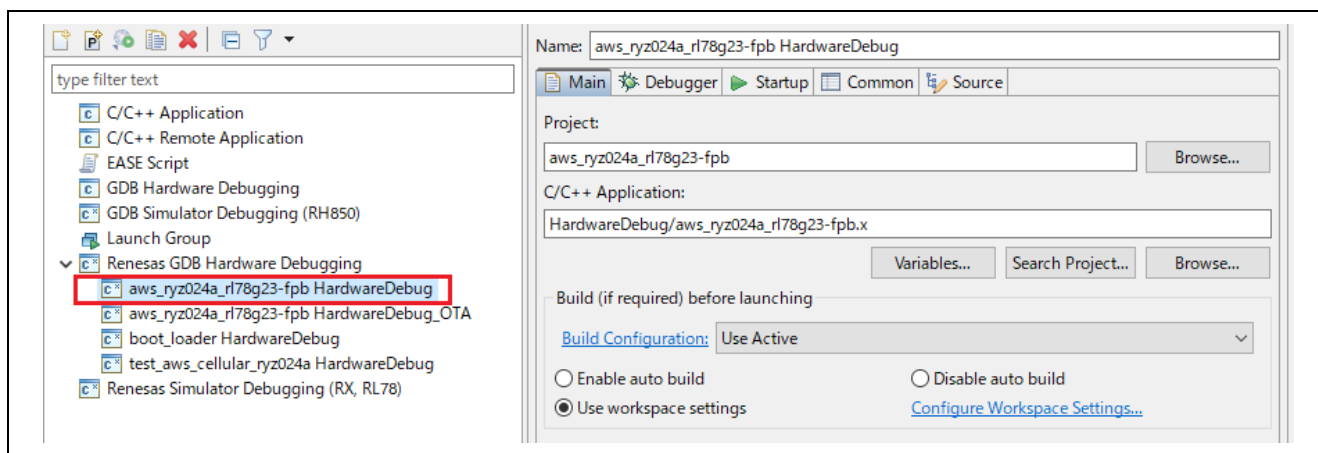 type filter text
C/C++ Application
C/C++ Remote Application
EASE Script
GDB Hardware Debugging
GDB Simulator Debugging (RH850)
Launch Group
Renesas GDB Hardware Debugging
aws_ryz024a_rl78g23-fpb HardwareDebug
aws_ryz024a_rl78g23-fpb HardwareDebug_OTA
boot_loader HardwareDebug
test_aws_cellular_ryz024a HardwareDebug
Renesas Simulator Debugging (RX, RL78)
Name: aws_ryz024a_rl78g23-fpb HardwareDebug
Main Debugger Startup Common Source
Project:
aws_ryz024a_rl78g23-fpb Browse...
C/C++ Application:
HardwareDebug/aws_ryz024a_rl78g23-fpb.x
Variables... Search Project... Browse...
Build (if required) before launching
Build Configuration: Use Active
Enable auto build Disable auto build
Use workspace settings Configure Workspace Settings...